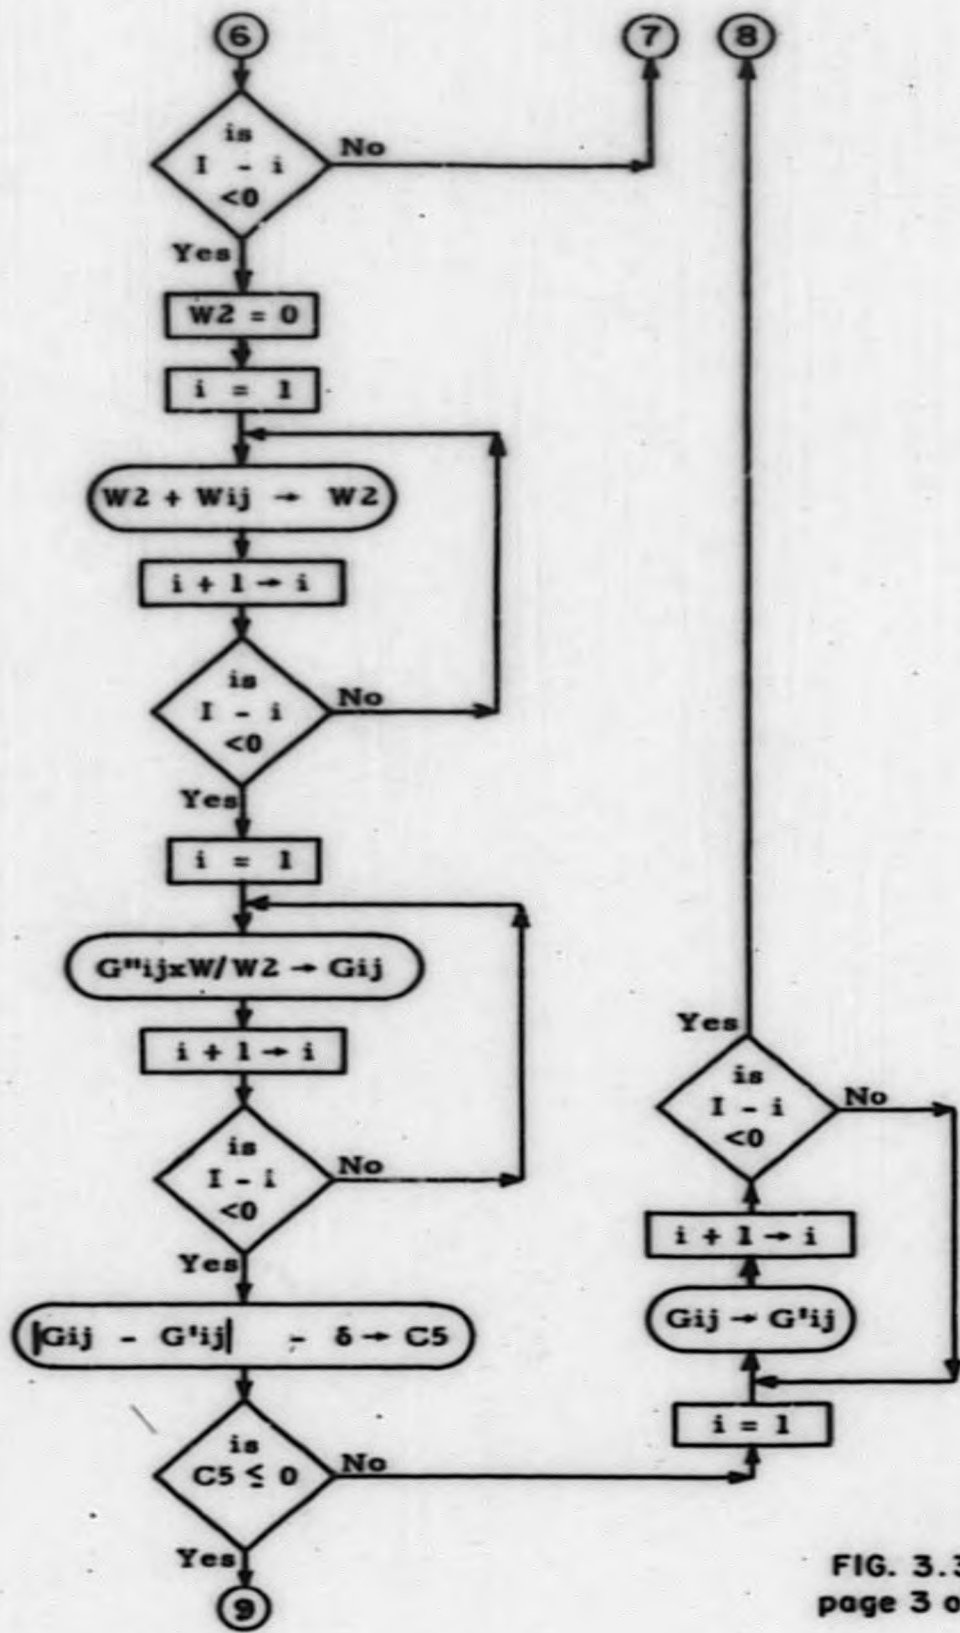 6
7
8
is
I - i
<0
No
Yes
W2 = 0
i = 1
W2 + Wij → W2
i + 1 → i
is
I - i
<0
No
Yes
i = 1
G"ijxW/W2 → Gij
i + 1 → i
is
I - i
<0
No
Yes
|Gij - G'ij| - δ → C5
is
C5 ≤ 0
No
Yes
9
Yes
is
I - i
<0
No
i + 1 → i
Gij → G'ij
i = 1
FIG. 3.3
page 3 o